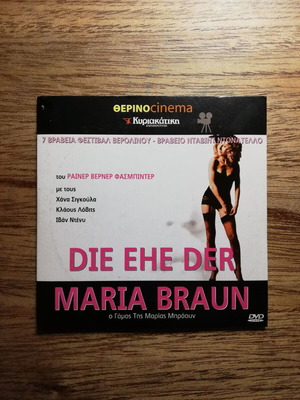 ΘΕΡΙΝΟcinema
Κυριακάτικη
7 ΒΡΑΒΕΙΑ ΦΕΣΤΙΒΑΛ ΒΕΡΟΛΙΝΟΥ - ΒΡΑΒΕΙΟ ΝΤΑΒΙΝΤ ΝΤΟΝΑΤΕΛΛΟ
του ΡΑΙΝΕΡ ΒΕΡΝΕΡ ΦΑΣΜΠΙΝΤΕΡ
με τους
Χάνα Σιγκούλα
Κλάους Λόβιτς
Ιβάν Ντένυ
DIE EHE DER
MARIA BRAUN
ο Γάμος Της Μαρίας Μπράουν
DVD